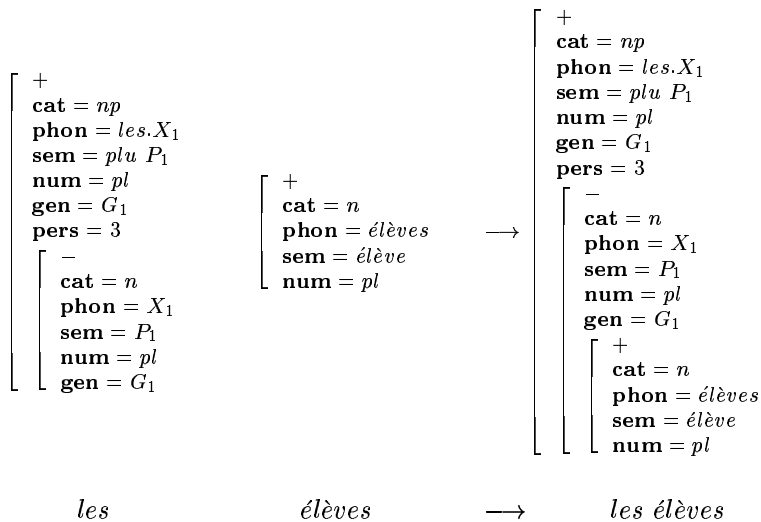 +
cat = np
phon = les.X₁
sem = plu P₁
num = pl
gen = G₁
pers = 3
−
cat = n
phon = X₁
sem = P₁
num = pl
gen = G₁
+
cat = n
phon = élèves
sem = élève
num = pl
⟶
+
cat = np
phon = les.X₁
sem = plu P₁
num = pl
gen = G₁
pers = 3
−
cat = n
phon = X₁
sem = P₁
num = pl
gen = G₁
+
cat = n
phon = élèves
sem = élève
num = pl
les élèves ⟶ les élèves